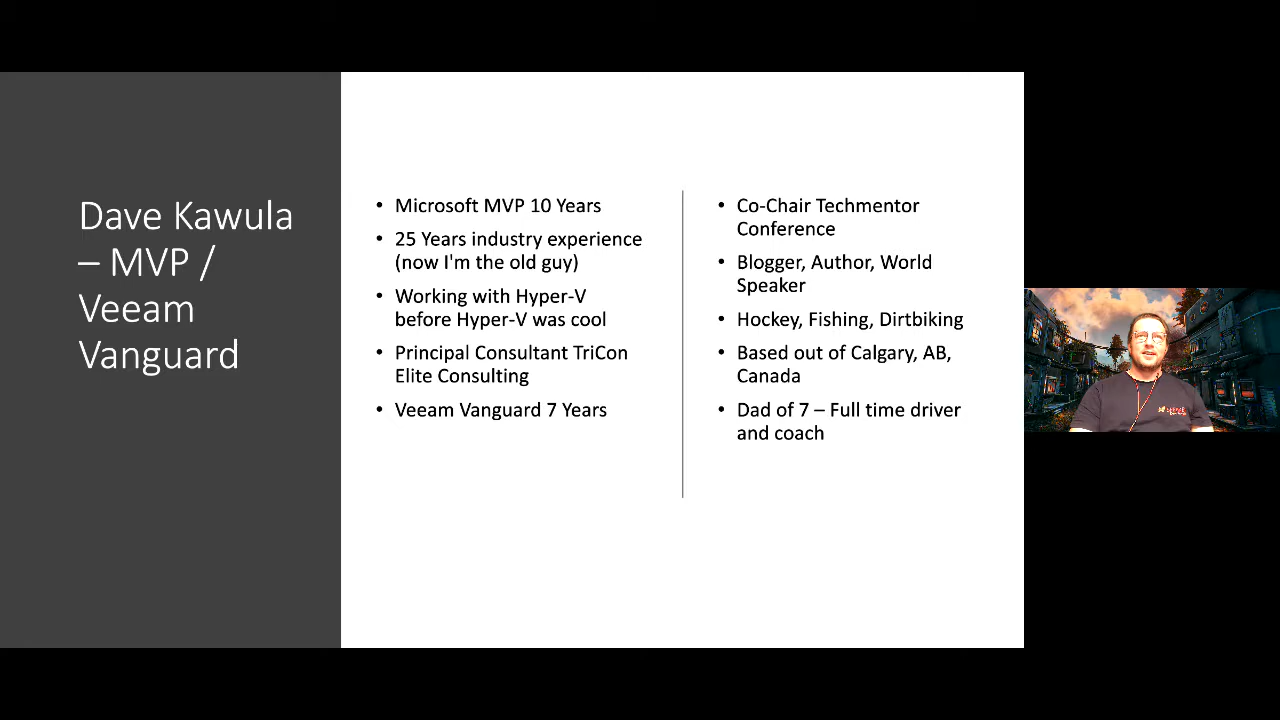 Dave Kawula
– MVP /
Veeam
Vanguard
• Microsoft MVP 10 Years
• 25 Years industry experience
(now I'm the old guy)
• Working with Hyper-V
before Hyper-V was cool
• Principal Consultant TriCon
Elite Consulting
• Veeam Vanguard 7 Years
• Co-Chair Techmentor
Conference
• Blogger, Author, World
Speaker
• Hockey, Fishing, Dirtbiking
• Based out of Calgary, AB,
Canada
• Dad of 7 – Full time driver
and coach